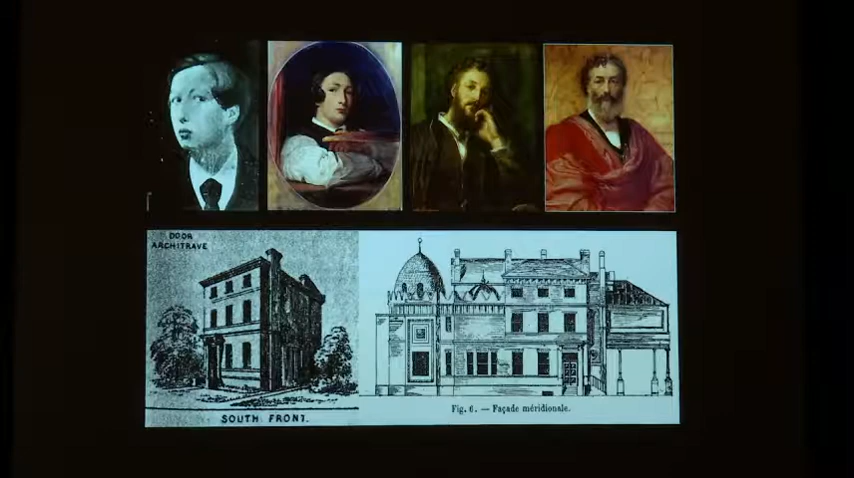 DOOR
ARCHITRAVE
SOUTH FRONT.
Fig. 6. — Façade méridionale.